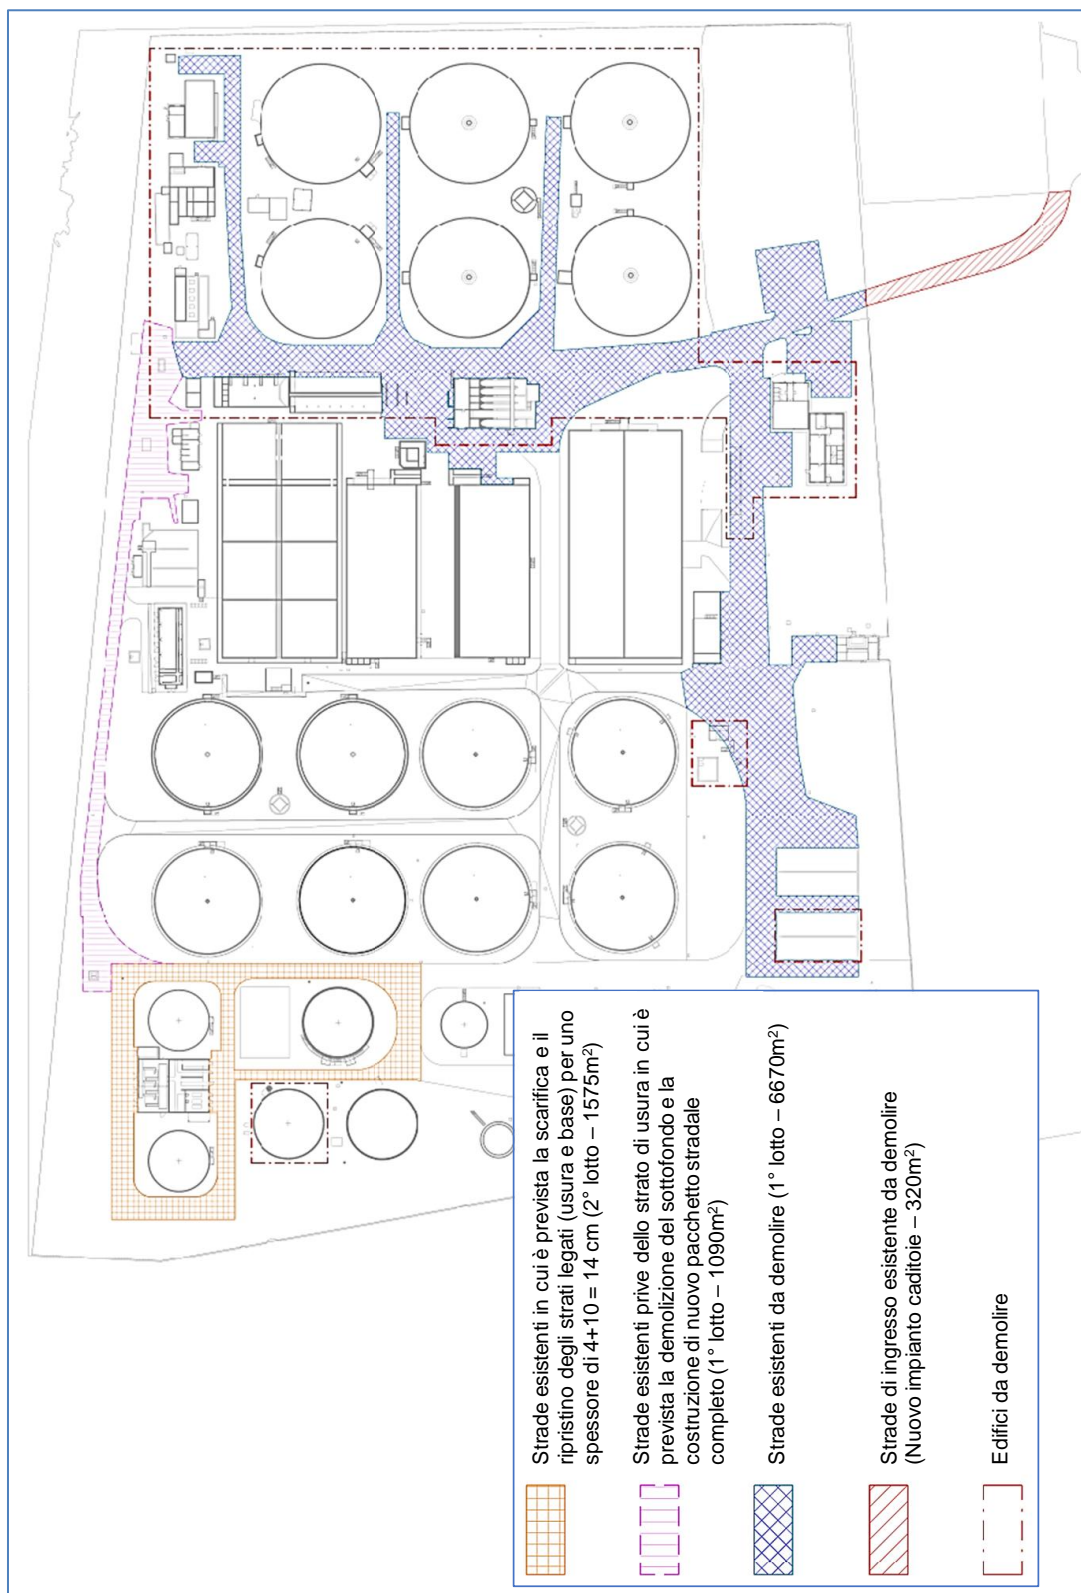 Strade esistenti in cui è prevista la scarifica e il
ripristino degli strati legati (usura e base) per uno
spessore di 4+10 = 14 cm (2° lotto – 1575m²)
Strade esistenti prive dello strato di usura in cui è
prevista la demolizione del sottofondo e la
costruzione di nuovo pacchetto stradale
completo (1° lotto – 1090m²)
Strade esistenti da demolire (1° lotto – 6670m²)
Strade di ingresso esistente da demolire
(Nuovo impianto caditoie – 320m²)
Edifici da demolire